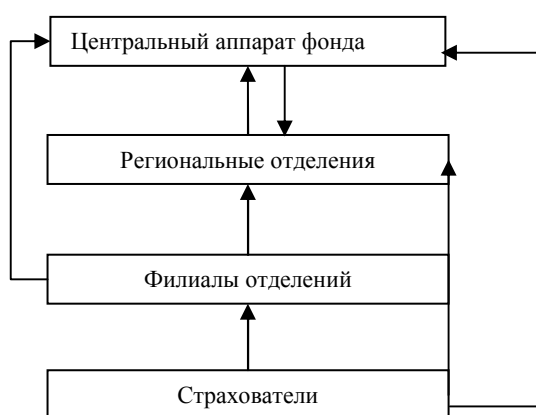 Центральный аппарат фонда
Региональные отделения
Филиалы отделений
Страхователи